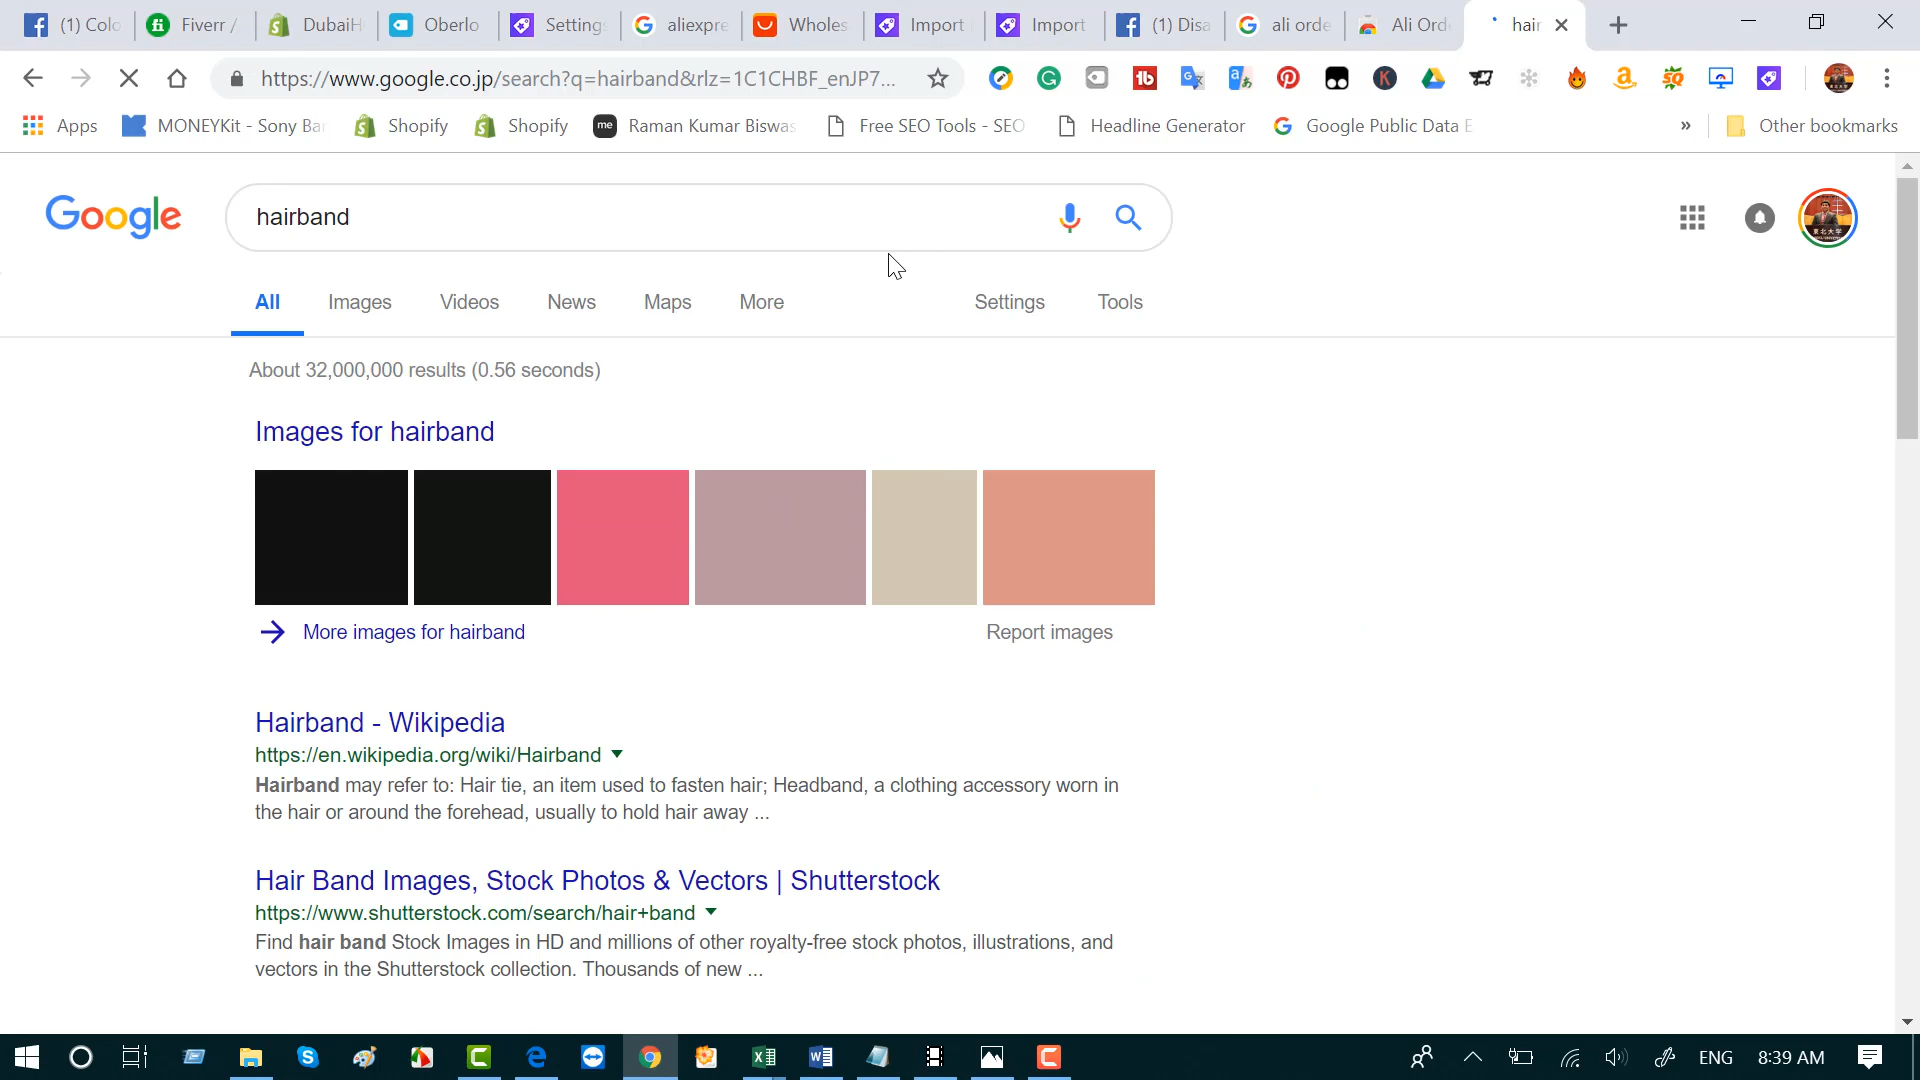 (1) Colo
Fiverr /
DubaiH
Oberlo
Settings
aliexpre
Wholes
Import
Import
(1) Disa
ali orde
Ali Ord
hair
https://www.google.co.jp/search?q=hairband&rlz=1C1CHBF_enJP7...
Apps
MONEYKit - Sony Ba
Shopify
Shopify
me
Raman Kumar Biswas
Free SEO Tools - SEO
Headline Generator
Google Public Data E
»
Other bookmarks
Google
hairband
All
Images
Videos
News
Maps
More
Settings
Tools
東北大学
About 32,000,000 results (0.56 seconds)
Images for hairband
More images for hairband
Report images
Hairband - Wikipedia
https://en.wikipedia.org/wiki/Hairband
Hairband may refer to: Hair tie, an item used to fasten hair; Headband, a clothing accessory worn in
the hair or around the forehead, usually to hold hair away ...
Hair Band Images, Stock Photos & Vectors | Shutterstock
https://www.shutterstock.com/search/hair+band
Find hair band Stock Images in HD and millions of other royalty-free stock photos, illustrations, and
vectors in the Shutterstock collection. Thousands of new ...
ENG
8:39 AM